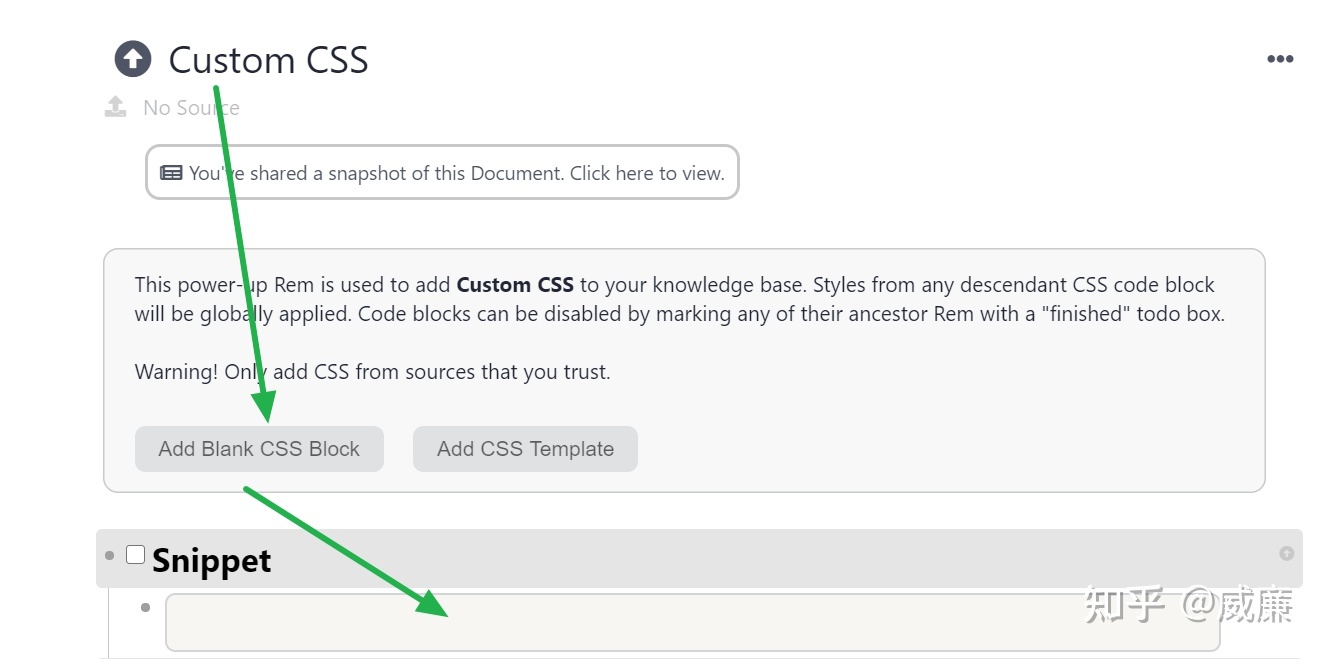 Custom CSS
No Source
You've shared a snapshot of this Document. Click here to view.
This power-up Rem is used to add Custom CSS to your knowledge base. Styles from any descendant CSS code block
will be globally applied. Code blocks can be disabled by marking any of their ancestor Rem with a "finished" todo box.
Warning! Only add CSS from sources that you trust.
Add Blank CSS Block
Add CSS Template
Snippet
知乎 @威廉